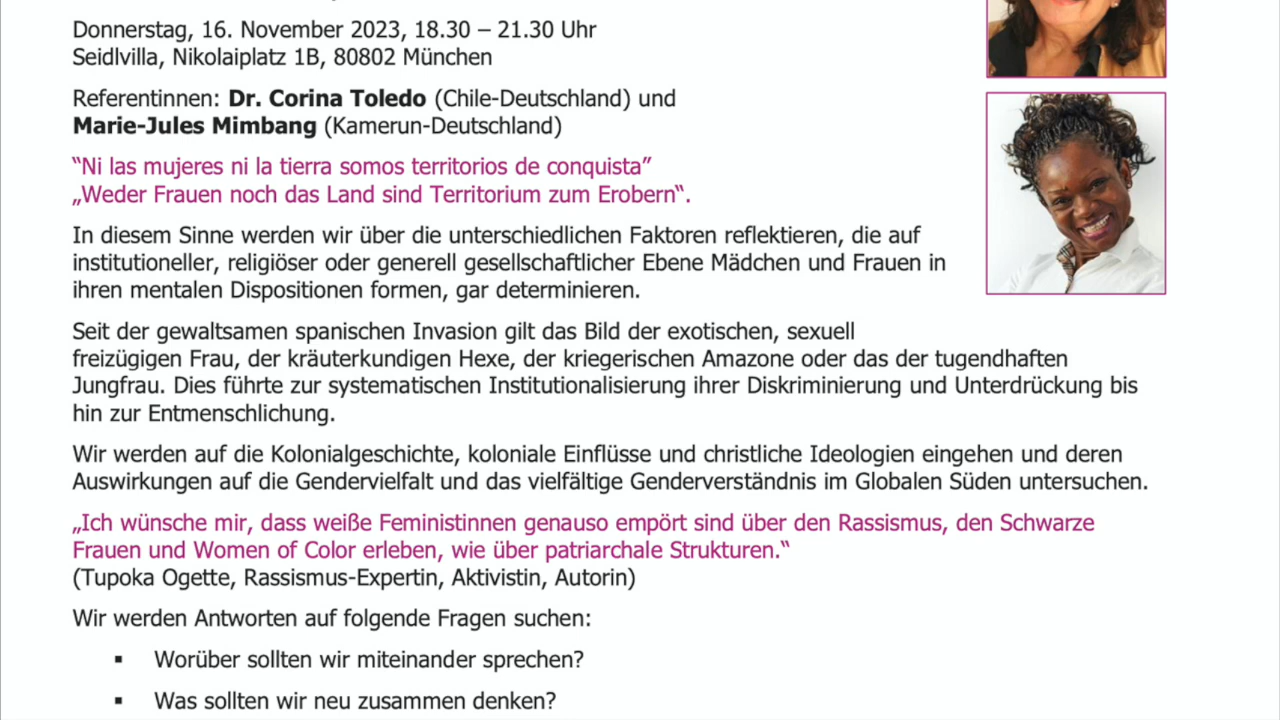 Donnerstag, 16. November 2023, 18.30 – 21.30 Uhr
Seidlvilla, Nikolaiplatz 1B, 80802 München
Referentinnen: Dr. Corina Toledo (Chile-Deutschland) und
Marie-Jules Mimbang (Kamerun-Deutschland)
“Ni las mujeres ni la tierra somos territorios de conquista”
„Weder Frauen noch das Land sind Territorium zum Erobern“.
In diesem Sinne werden wir über die unterschiedlichen Faktoren reflektieren, die auf
institutioneller, religiöser oder generell gesellschaftlicher Ebene Mädchen und Frauen in
ihren mentalen Dispositionen formen, gar determinieren.
Seit der gewaltsamen spanischen Invasion gilt das Bild der exotischen, sexuell
freizügigen Frau, der kräuterkundigen Hexe, der kriegerischen Amazone oder das der tugendhaften
Jungfrau. Dies führte zur systematischen Institutionalisierung ihrer Diskriminierung und Unterdrückung bis
hin zur Entmenschlichung.
Wir werden auf die Kolonialgeschichte, koloniale Einflüsse und christliche Ideologien eingehen und deren
Auswirkungen auf die Gendervielfalt und das vielfältige Genderverständnis im Globalen Süden untersuchen.
„Ich wünsche mir, dass weiße Feministinnen genauso empört sind über den Rassismus, den Schwarze
Frauen und Women of Color erleben, wie über patriarchale Strukturen.“
(Tupoka Ogette, Rassismus-Expertin, Aktivistin, Autorin)
Wir werden Antworten auf folgende Fragen suchen:
▪ Worüber sollten wir miteinander sprechen?
▪ Was sollten wir neu zusammen denken?